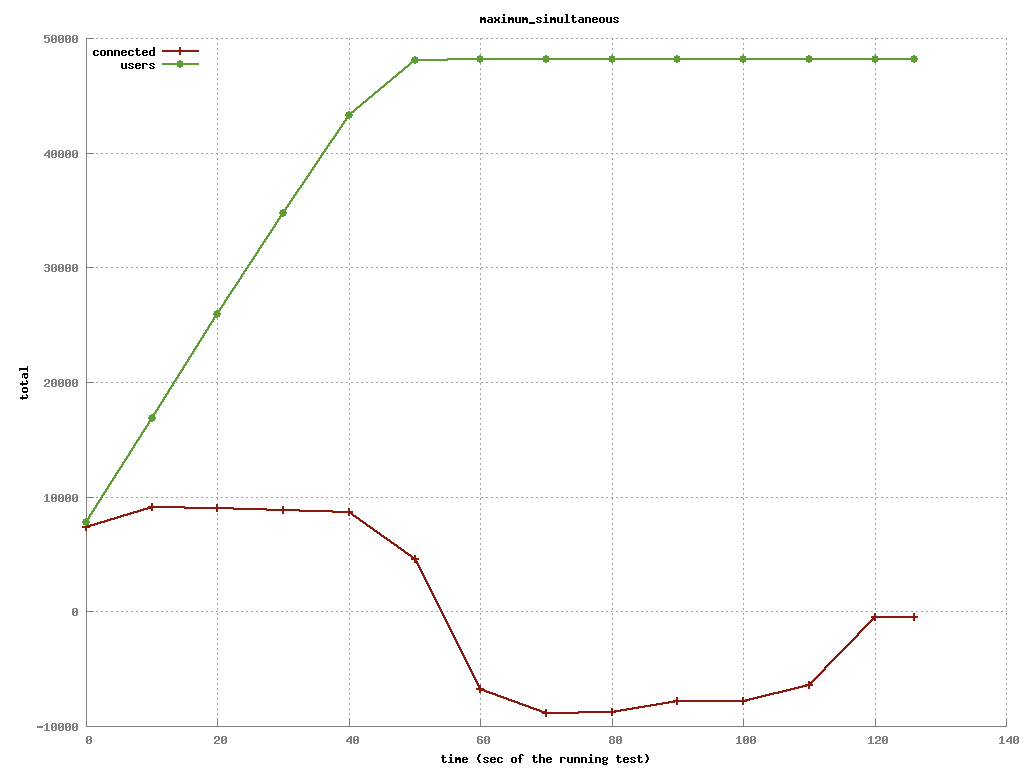 maximum_simultaneous
50000
connected
users
40000
30000
total
20000
10000
0
-10000
0 20 40 60 80 100 120 140
time (sec of the running test)